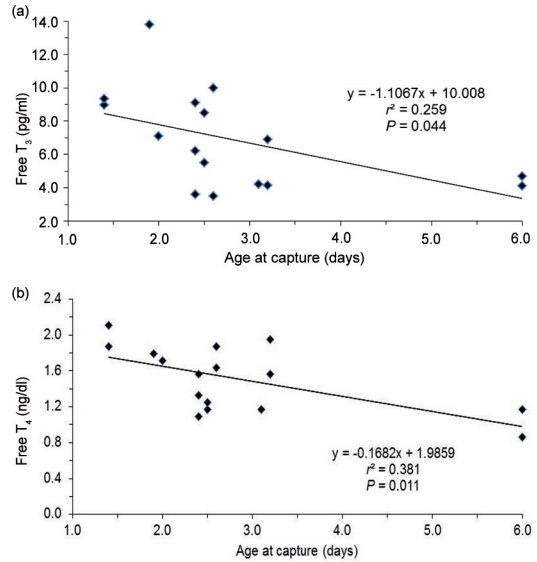 (a)
14.0
12.0
10.0
8.0
6.0
4.0
2.0
Free T3 (pg/ml)
y = -1.1067x + 10.008
r² = 0.259
P = 0.044
1.0 2.0 3.0 4.0 5.0 6.0
Age at capture (days)
(b)
2.4
2.0
1.6
1.2
0.8
0.4
0.0
Free T4 (ng/dl)
y = -0.1682x + 1.9859
r² = 0.381
P = 0.011
1.0 2.0 3.0 4.0 5.0 6.0
Age at capture (days)